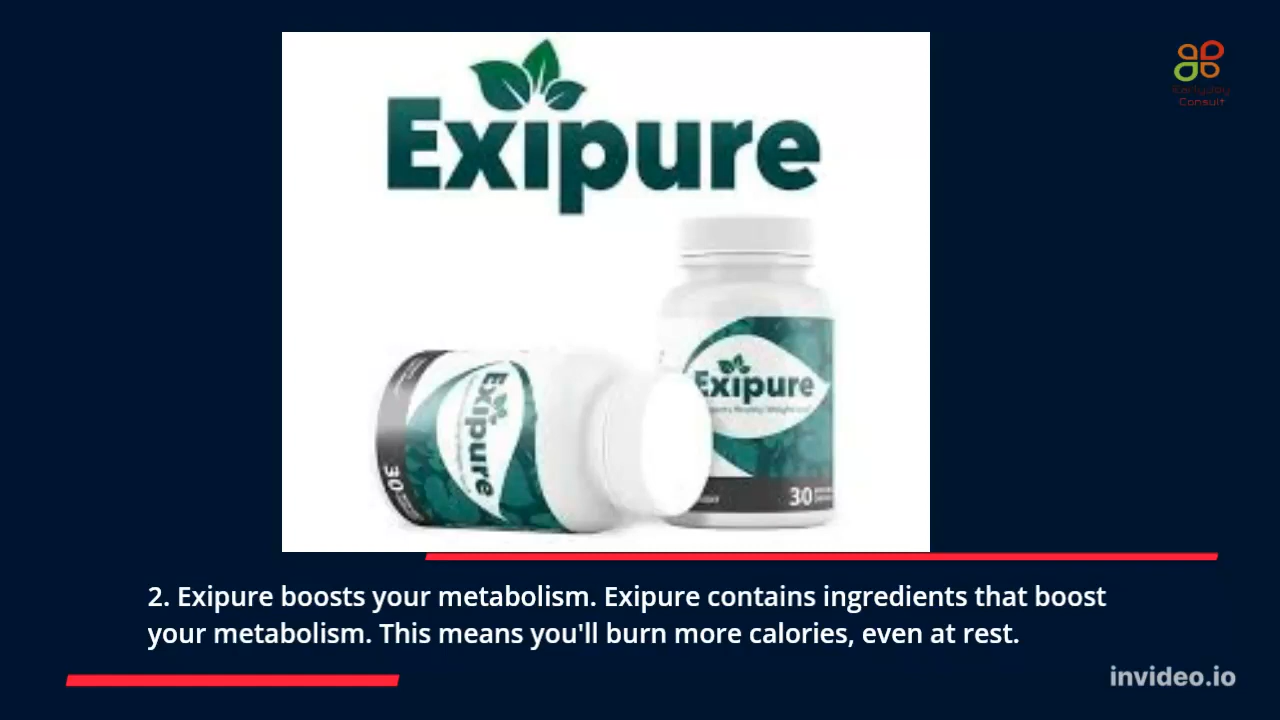 Exipure
Exipure
30
Exipure
30
2. Exipure boosts your metabolism. Exipure contains ingredients that boost
your metabolism. This means you'll burn more calories, even at rest.
Consult
invideo.io